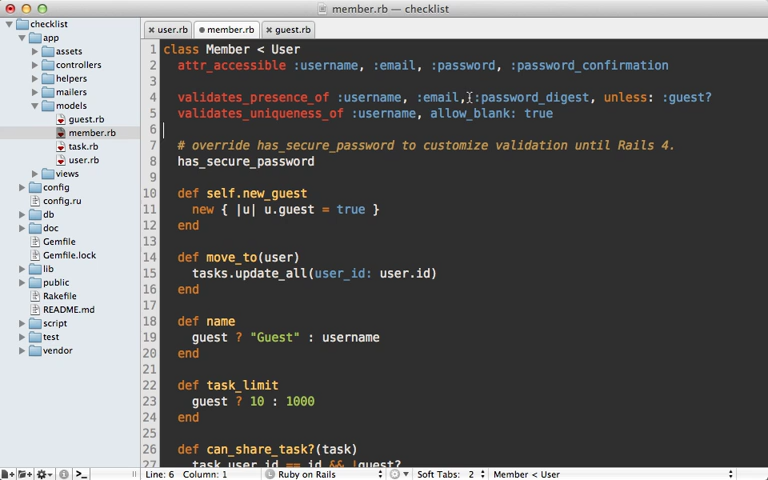 member.rb — checklist
checklist
app
assets
controllers
helpers
mailers
models
guest.rb
member.rb
task.rb
user.rb
views
config
config.ru
db
doc
Gemfile
Gemfile.lock
lib
public
Rakefile
README.md
script
test
vendor
user.rb member.rb guest.rb
1 class Member < User
2 attr_accessible :username, :email, :password, :password_confirmation
3
4 validates_presence_of :username, :email, :password_digest, unless: :guest?
5 validates_uniqueness_of :username, allow_blank: true
6
7 # override has_secure_password to customize validation until Rails 4.
8 has_secure_password
9
10 def self.new_guest
11 new { |u| u.guest = true }
12 end
13
14 def move_to(user)
15 tasks.update_all(user_id: user.id)
16 end
17
18 def name
19 guest ? "Guest" : username
20 end
21
22 def task_limit
23 guest ? 10 : 1000
24 end
25
26 def can_share_task?(task)
27 task.user_id == id && !guest?
Line: 6 Column: 1 Ruby on Rails Soft Tabs: 2 Member < User